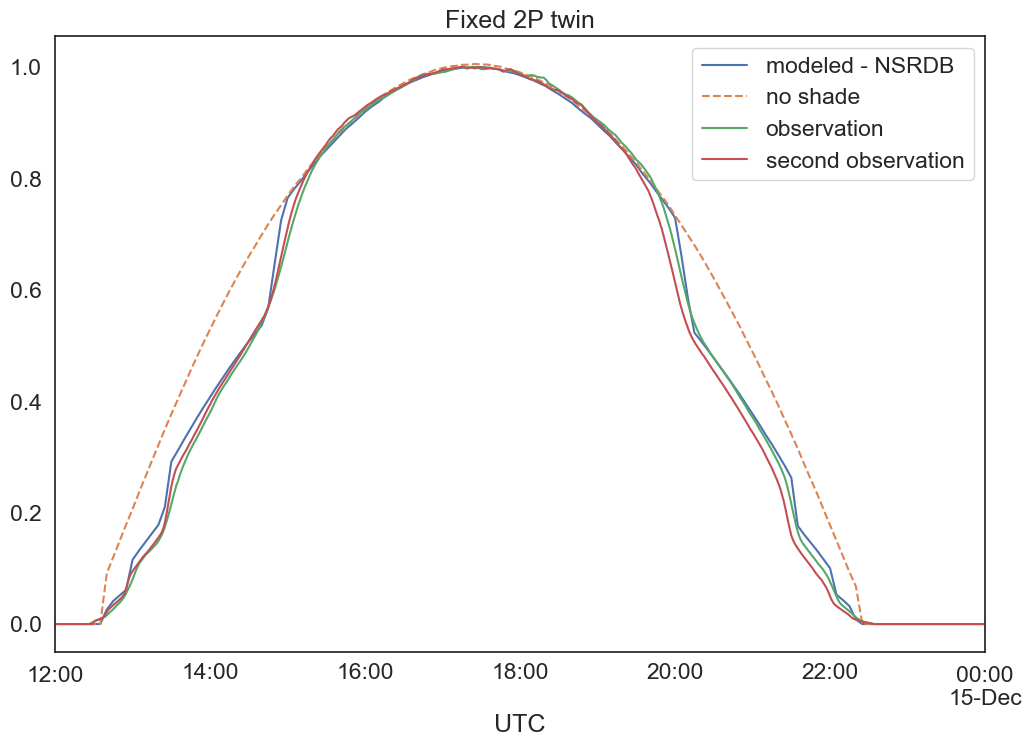 Fixed 2P twin
modeled - NSRDB
no shade
observation
second observation
1.0
0.8
0.6
0.4
0.2
0.0
12:00
14:00
16:00
18:00
20:00
22:00
00:00
15-Dec
UTC